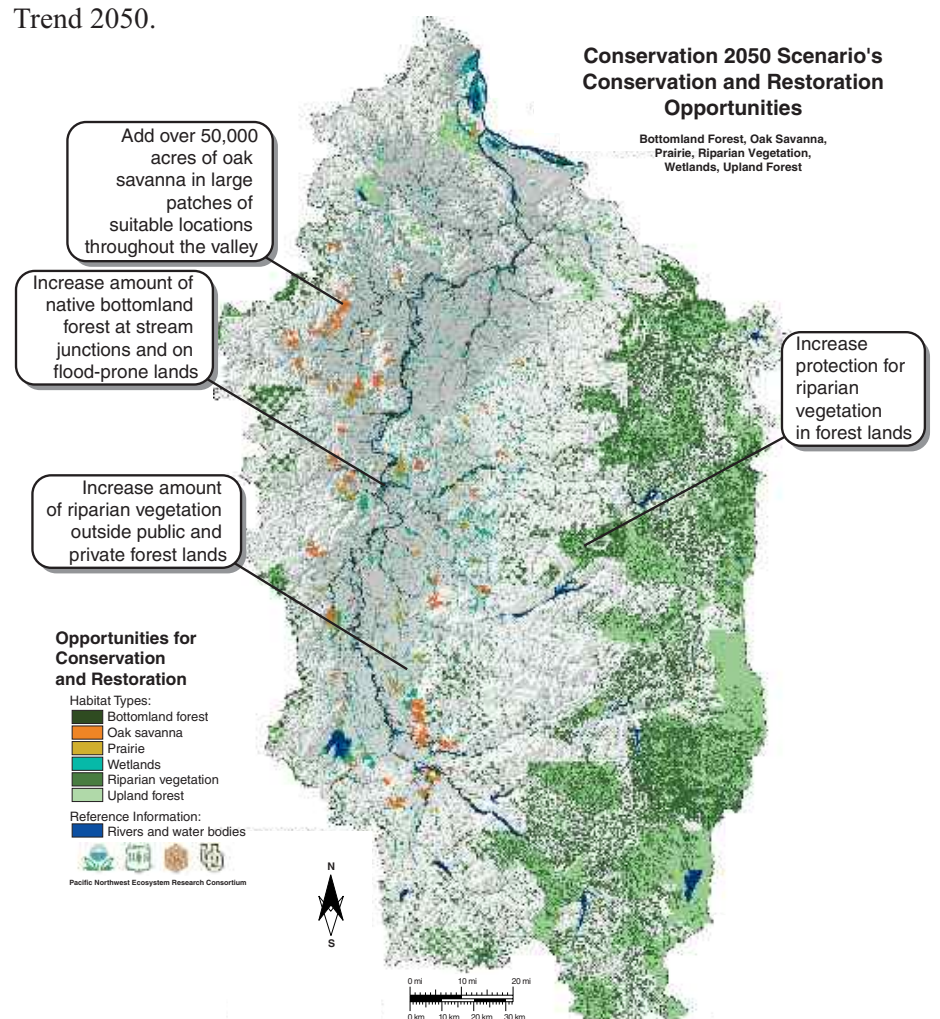 Trend 2050.
Conservation 2050 Scenario's
Conservation and Restoration
Opportunities
Bottomland Forest, Oak Savanna,
Prairie, Riparian Vegetation,
Wetlands, Upland Forest
Add over 50,000
acres of oak
savanna in large
patches of
suitable locations
throughout the valley
Increase amount of
native bottomland
forest at stream
junctions and on
flood-prone lands
Increase
protection for
riparian
vegetation
in forest lands
Increase amount
of riparian vegetation
outside public and
private forest lands
Opportunities for
Conservation
and Restoration
Habitat Types:
Bottomland forest
Oak savanna
Prairie
Wetlands
Riparian vegetation
Upland forest
Reference Information:
Rivers and water bodies
Pacific Northwest Ecosystem Research Consortium
N
S
0 mi 10 mi 20 mi
0 km 10 km 20 km 30 km